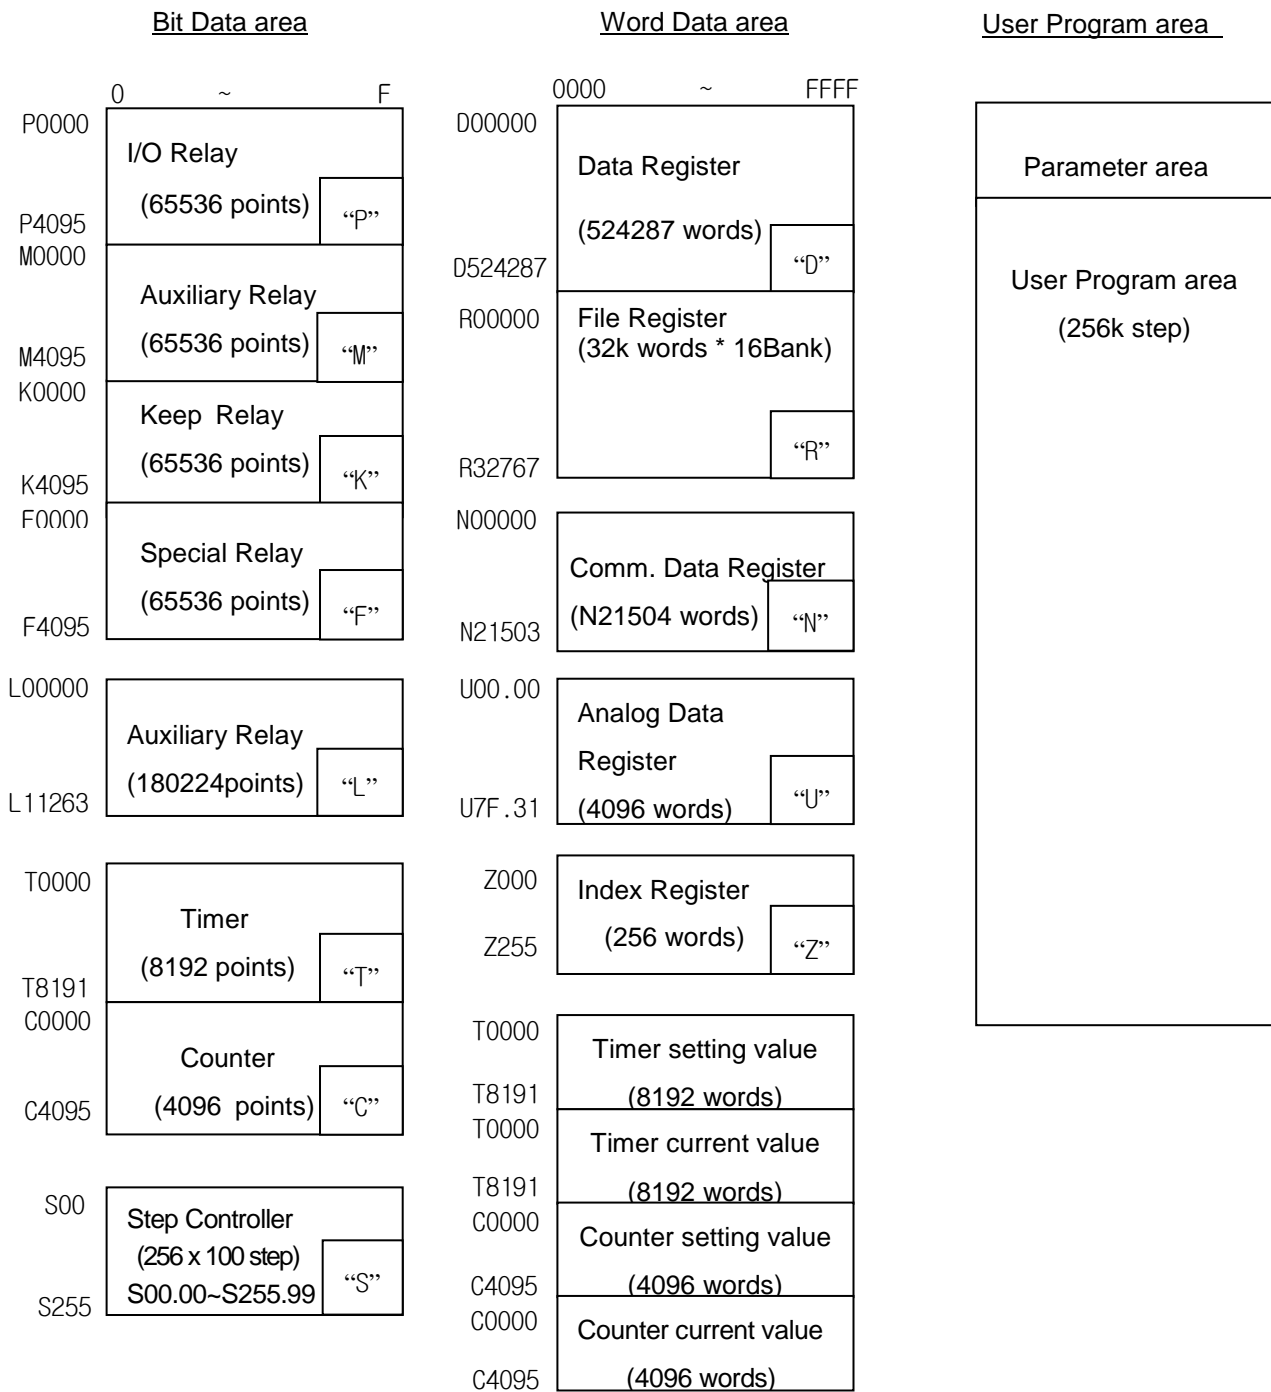 Bit Data area
0 ~ F
P0000
I/O Relay
(65536 points)
“P”
P4095
M0000
Auxiliary Relay
(65536 points)
“M”
M4095
K0000
Keep Relay
(65536 points)
“K”
K4095
F0000
Special Relay
(65536 points)
“F”
F4095
L00000
Auxiliary Relay
(180224points)
“L”
L11263
T0000
Timer
(8192 points)
“T”
T8191
C0000
Counter
(4096 points)
“C”
C4095
S00
Step Controller
(256 x 100 step)
S00.00~S255.99
“S”
S255
Word Data area
0000 ~ FFFF
D00000
Data Register
(524287 words)
“D”
D524287
R00000
File Register
(32k words * 16Bank)
“R”
R32767
N00000
Comm. Data Register
(N21504 words)
“N”
N21503
U00.00
Analog Data
Register
(4096 words)
“U”
U7F.31
Z000
Index Register
(256 words)
“Z”
Z255
T0000
Timer setting value
(8192 words)
T8191
T0000
Timer current value
(8192 words)
T8191
C0000
Counter setting value
(4096 words)
C4095
C0000
Counter current value
(4096 words)
C4095
User Program area
Parameter area
User Program area
(256k step)